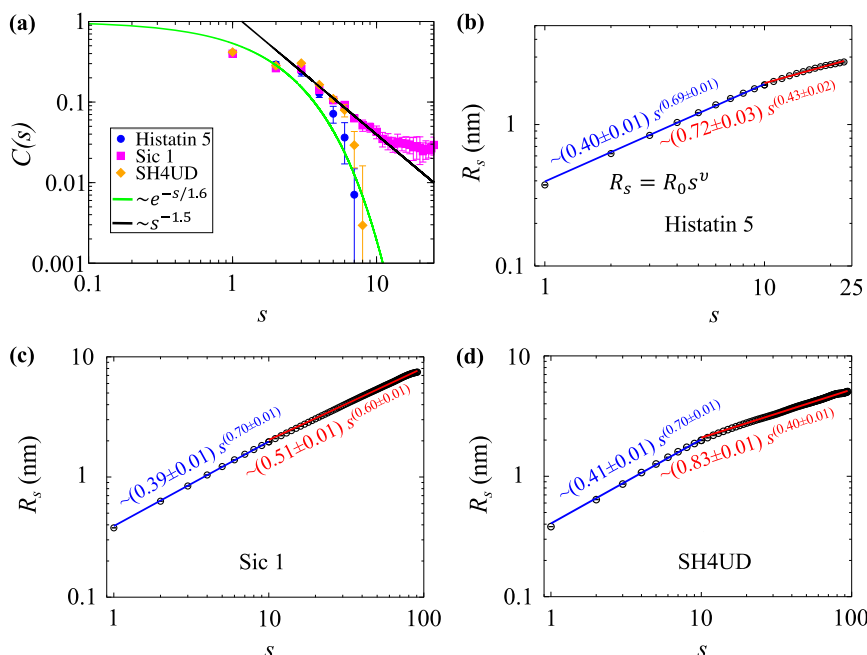 (a)
1
0.1
0.01
0.001
C(s)
Histatin 5
Sic 1
SH4UD
~e^{-s/1.6}
~s^{-1.5}
0.1
1
10
s
(b)
1
0.1
R_s (nm)
~(0.40±0.01) s^{(0.69±0.01)}
~(0.72±0.03) s^{(0.43±0.02)}
R_s = R_0s^υ
Histatin 5
1
10
25
s
(c)
10
1
0.1
R_s (nm)
~(0.39±0.01) s^{(0.70±0.01)}
~(0.51±0.01) s^{(0.60±0.01)}
Sic 1
1
10
100
s
(d)
10
1
0.1
R_s (nm)
~(0.41±0.01) s^{(0.70±0.01)}
~(0.83±0.01) s^{(0.40±0.01)}
SH4UD
1
10
100
s